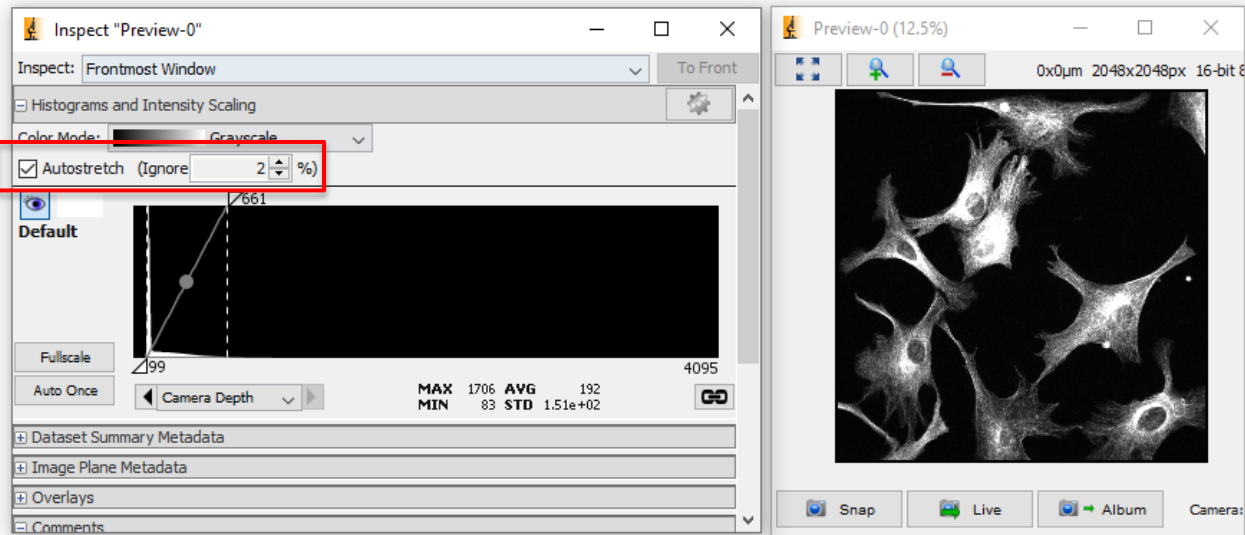 Inspect "Preview-0"
Inspect: Frontmost Window To Front
Histograms and Intensity Scaling
Color Mode: Grayscale
Autostretch (Ignore 2 %)
661
Default
Fullscale
99 4095
Auto Once
Camera Depth
MAX 1706 AVG 192
MIN 83 STD 1.51e+02
Dataset Summary Metadata
Image Plane Metadata
Overlays
Comments
Preview-0 (12.5%)
0x0µm 2048x2048px 16-bit
Snap Live Album Camera: